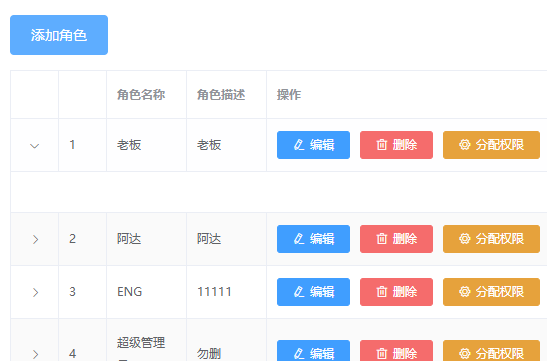 添加角色
角色名称 角色描述 操作
1 老板 老板 编辑 删除 分配权限
2 阿达 阿达 编辑 删除 分配权限
3 ENG 11111 编辑 删除 分配权限
超级管理
4 勿删 编辑 删除 分配权限